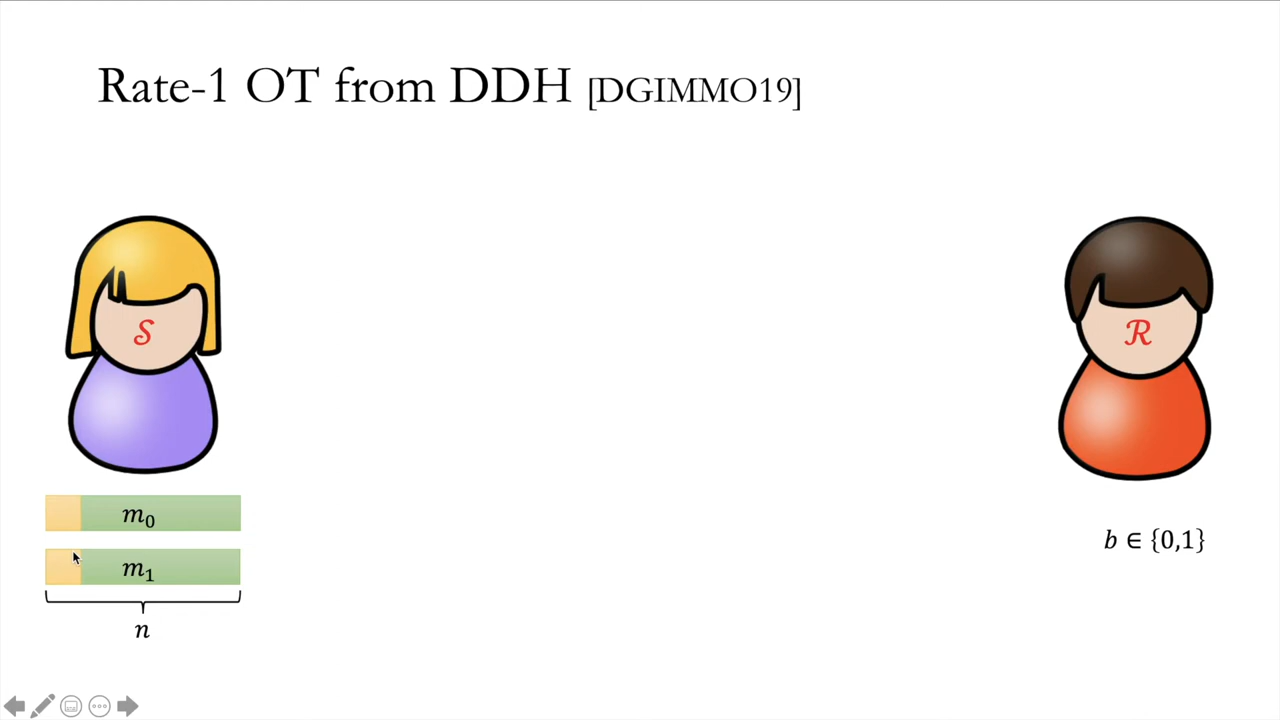 Rate-1 OT from DDH [DGIMMO19]
𝒮
ℛ
m₀
m₁
n
b ∈ {0,1}